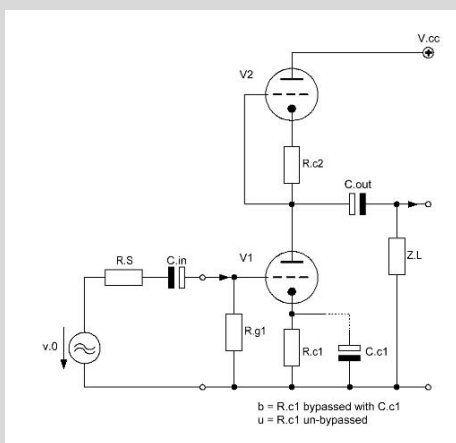 V.cc
V2
R.c2
C.out
R.S
C.in
V1
Z.L
v.0
R.g1
R.c1
C.c1
b = R.c1 bypassed with C.c1
u = R.c1 un-bypassed